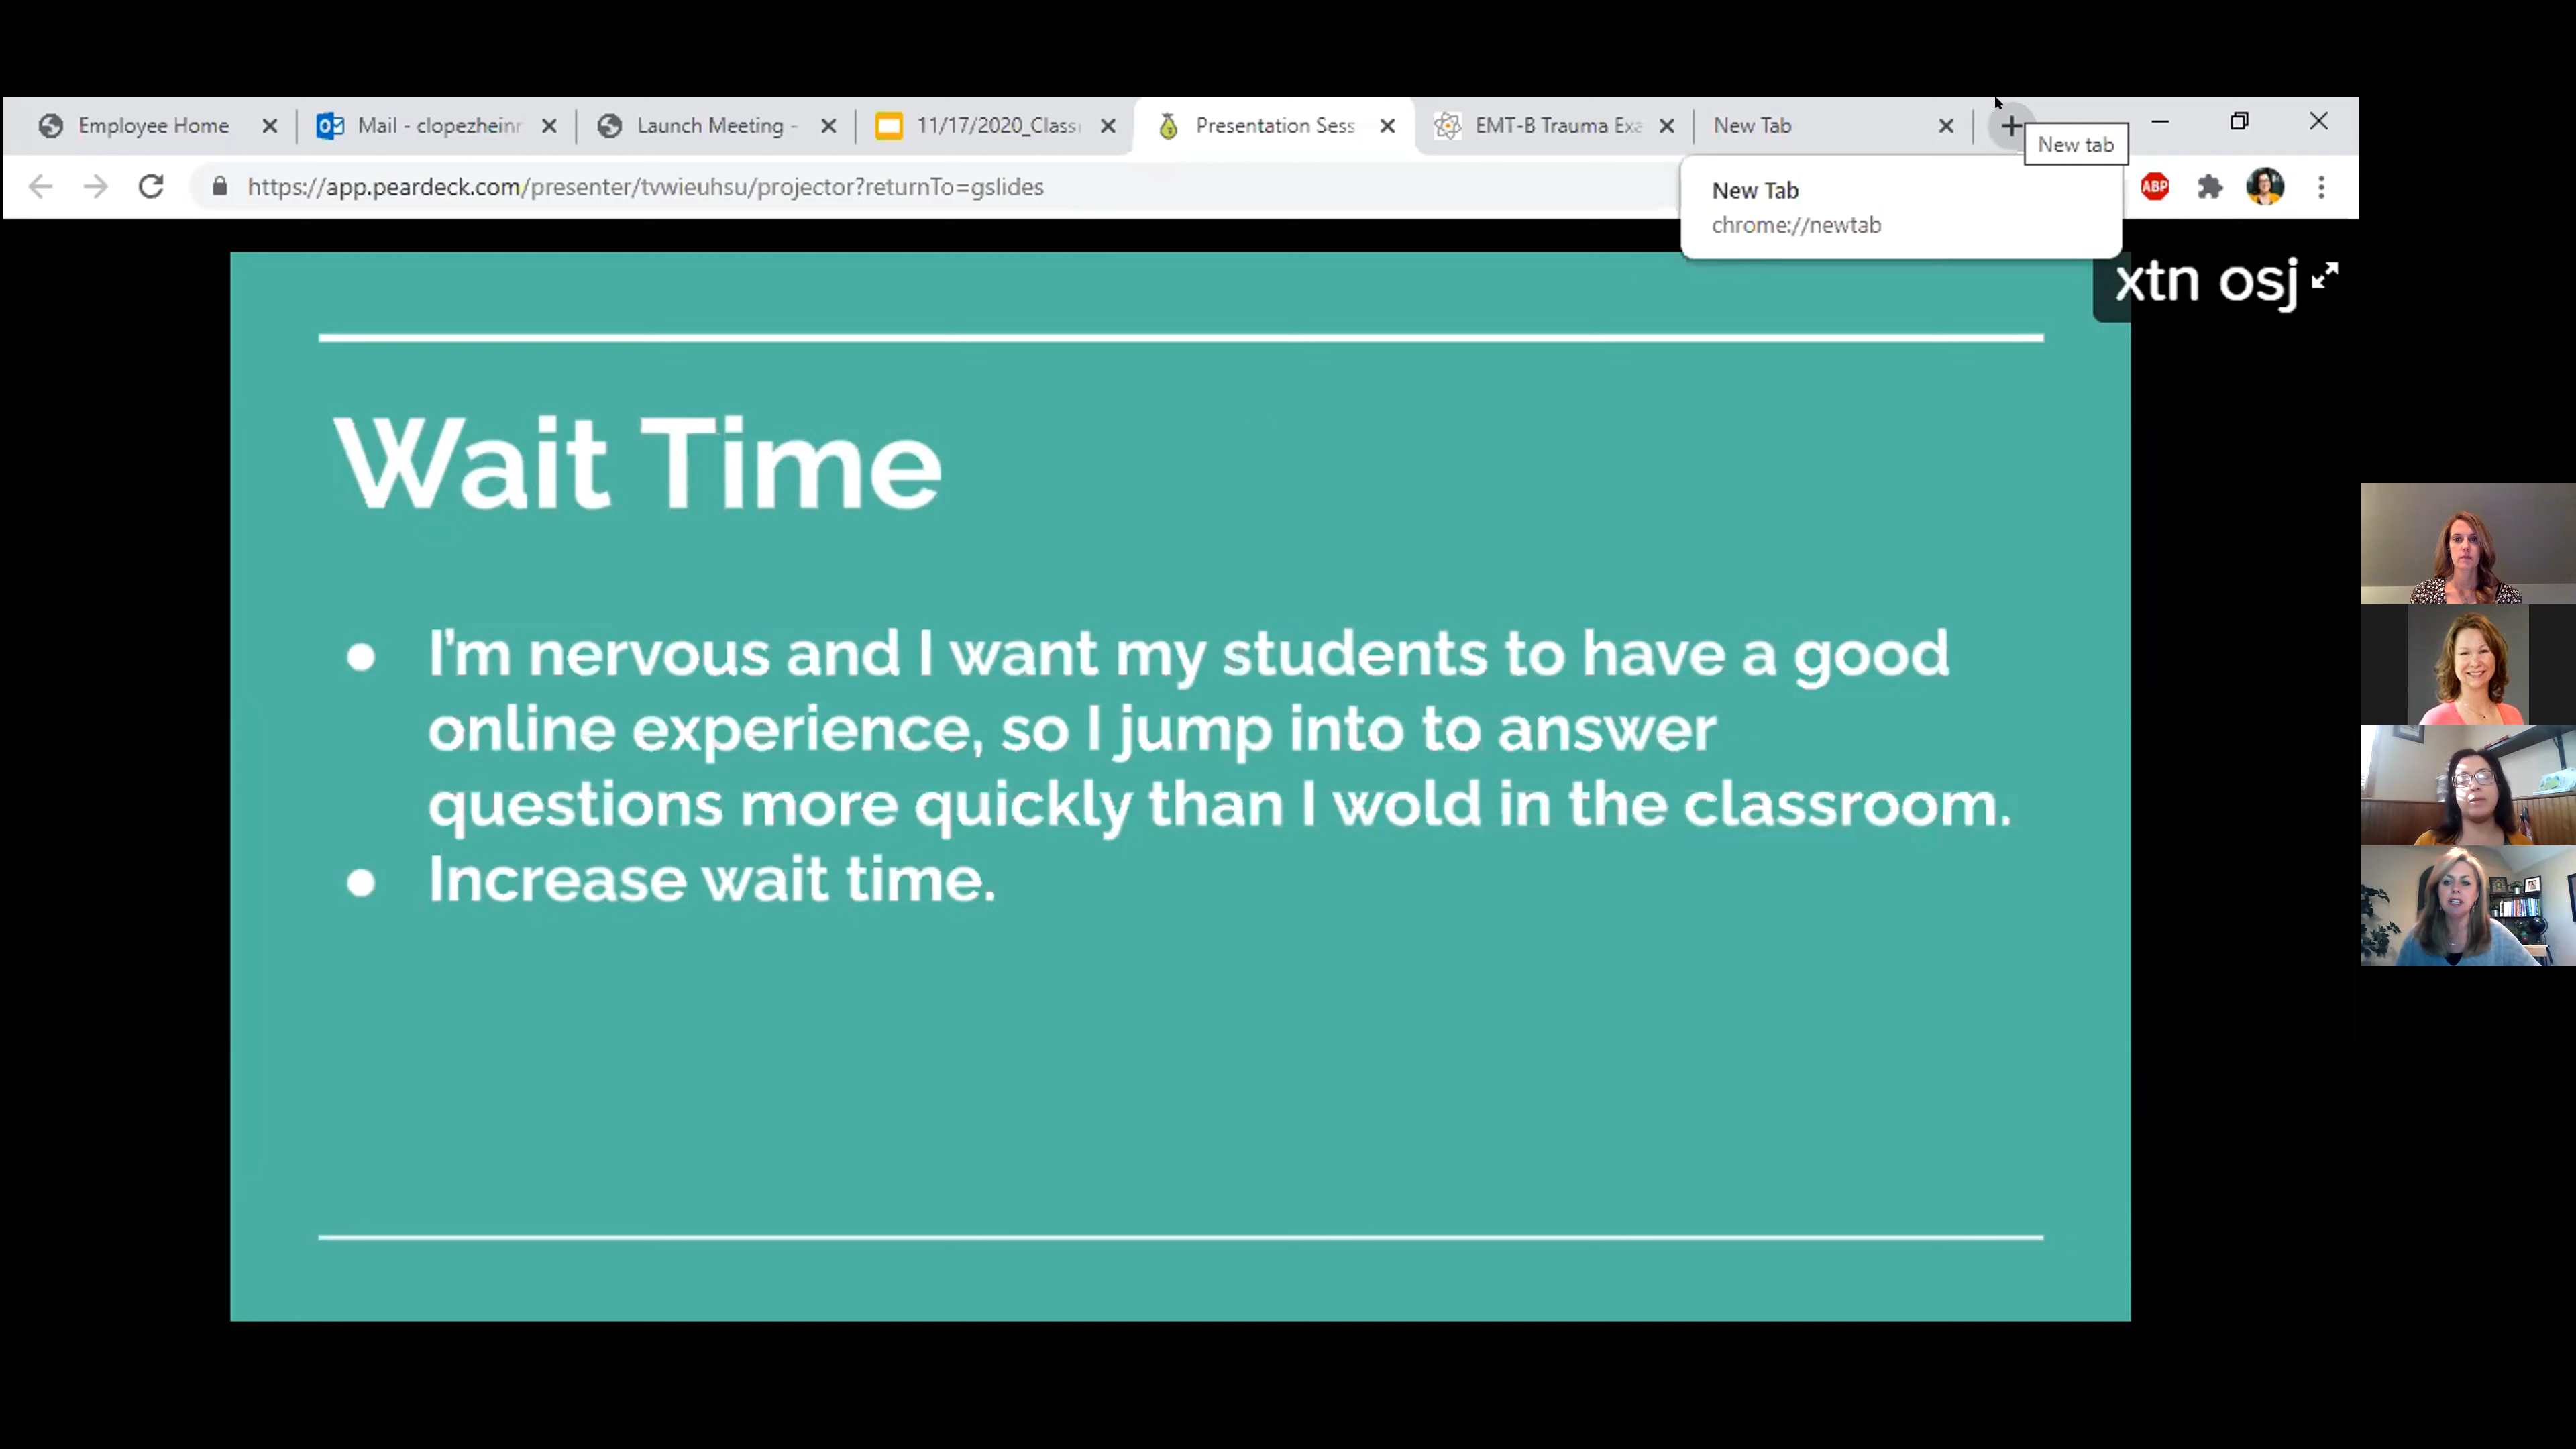 Employee Home
Mail - clopezheinr
Launch Meeting -
11/17/2020_Class
Presentation Sess
EMT-B Trauma Exa
New Tab
New tab
https://app.peardeck.com/presenter/tvwieuhsu/projector?returnTo=gslides
New Tab
chrome://newtab
ABP
xtn osj
Wait Time
I'm nervous and I want my students to have a good
online experience, so I jump into to answer
questions more quickly than I wold in the classroom.
Increase wait time.